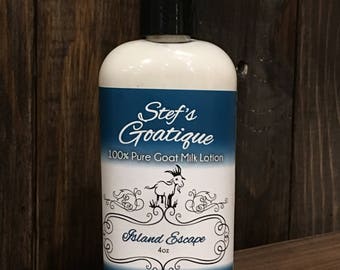 Stef's
Goatique
100% Pure Goat Milk Lotion
Island Escape
4oz